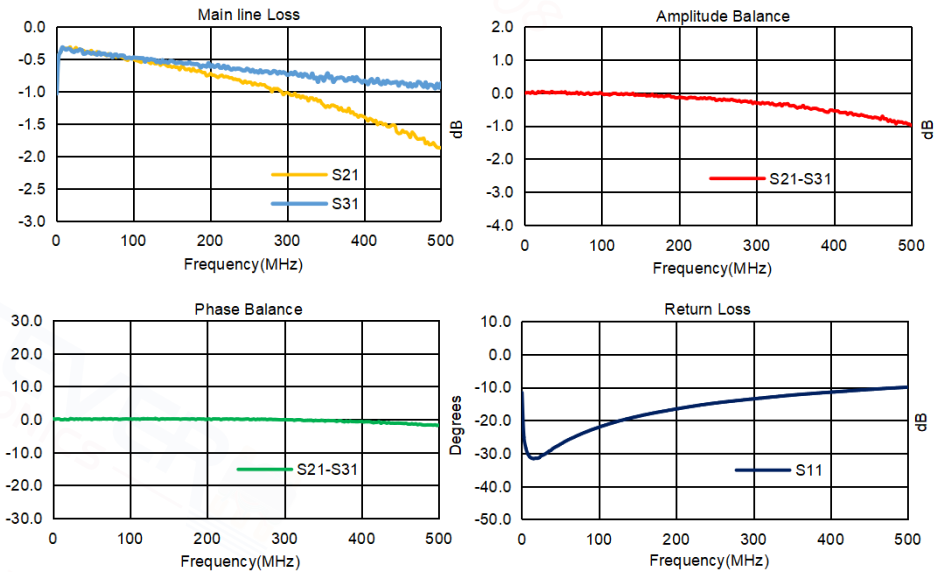 Main line Loss
0.0
-0.5
-1.0
-1.5
-2.0
-2.5
-3.0
S21
S31
0 100 200 300 400 500
Frequency(MHz)
dB
Amplitude Balance
2.0
1.0
0.0
-1.0
-2.0
-3.0
-4.0
S21-S31
0 100 200 300 400 500
Frequency(MHz)
dB
Phase Balance
30.0
20.0
10.0
0.0
-10.0
-20.0
-30.0
S21-S31
0 100 200 300 400 500
Frequency(MHz)
Degrees
Return Loss
10.0
0.0
-10.0
-20.0
-30.0
-40.0
-50.0
S11
0 100 200 300 400 500
Frequency(MHz)
dB